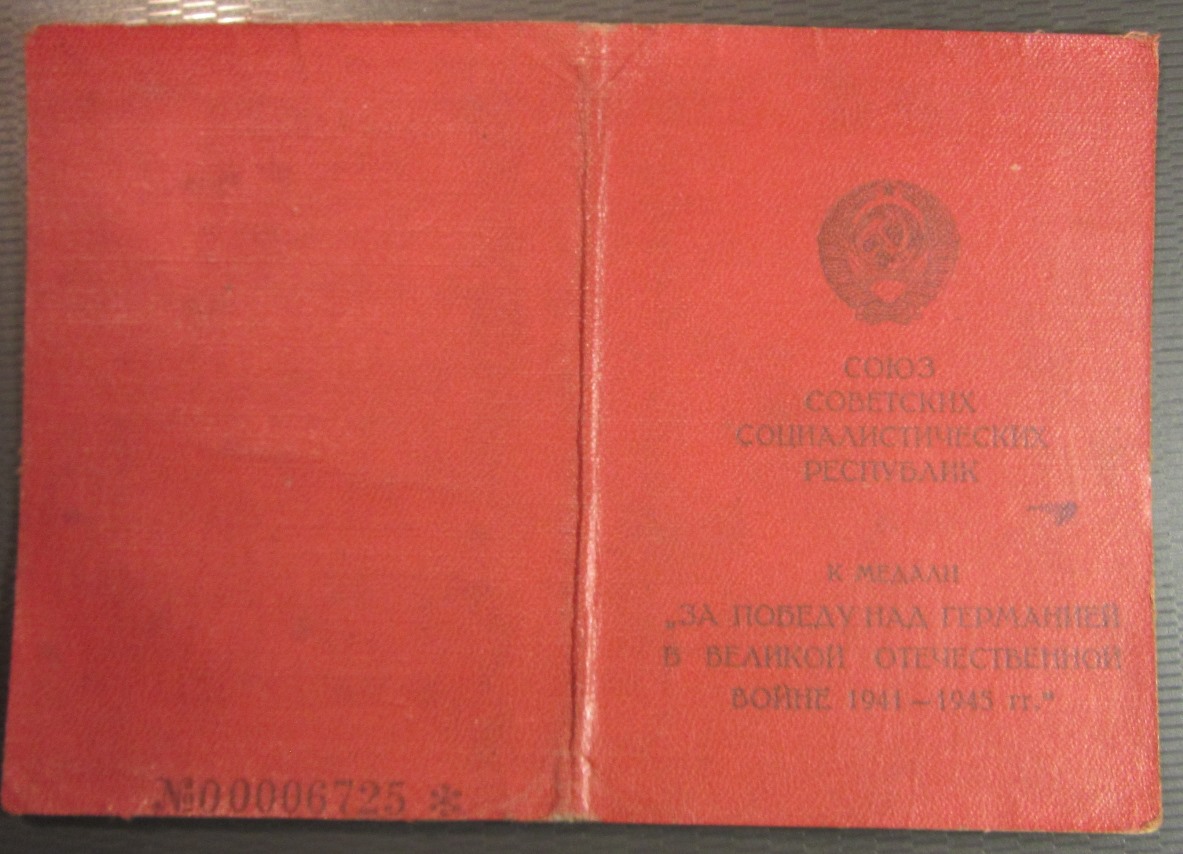 СОЮЗ
СОВЕТСКИХ
СОЦИАЛИСТИЧЕСКИХ
РЕСПУБЛИК
К МЕДАЛИ
„ЗА ПОБЕДУ НАД ГЕРМАНИЕЙ
В ВЕЛИКОЙ ОТЕЧЕСТВЕННОЙ
ВОЙНЕ 1941 – 1945 гг.“
№00006725 *